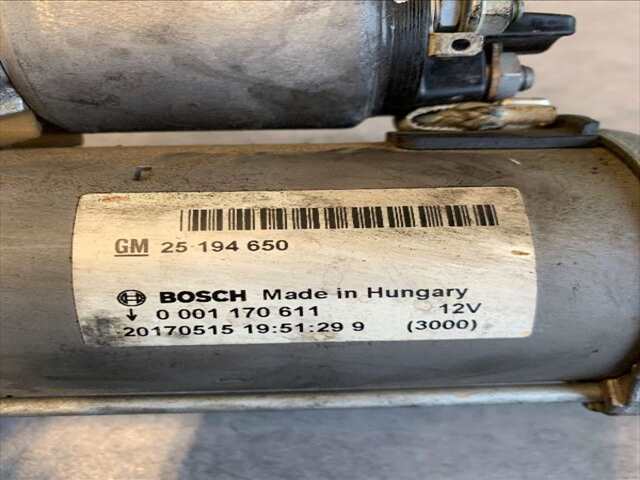 GM 25 194 650
BOSCH Made in Hungary
↓ 0 001 170 611 12V
20170515 19:51:29 9 (3000)